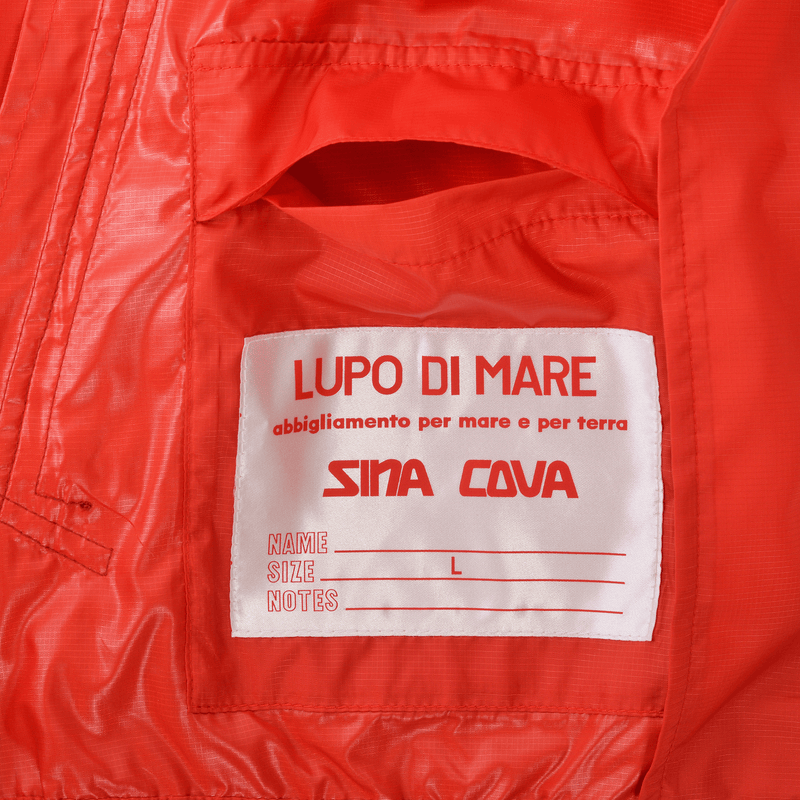 LUPO DI MARE
abbigliamento per mare e per terra
SINA COVA
NAME
SIZE L
NOTES